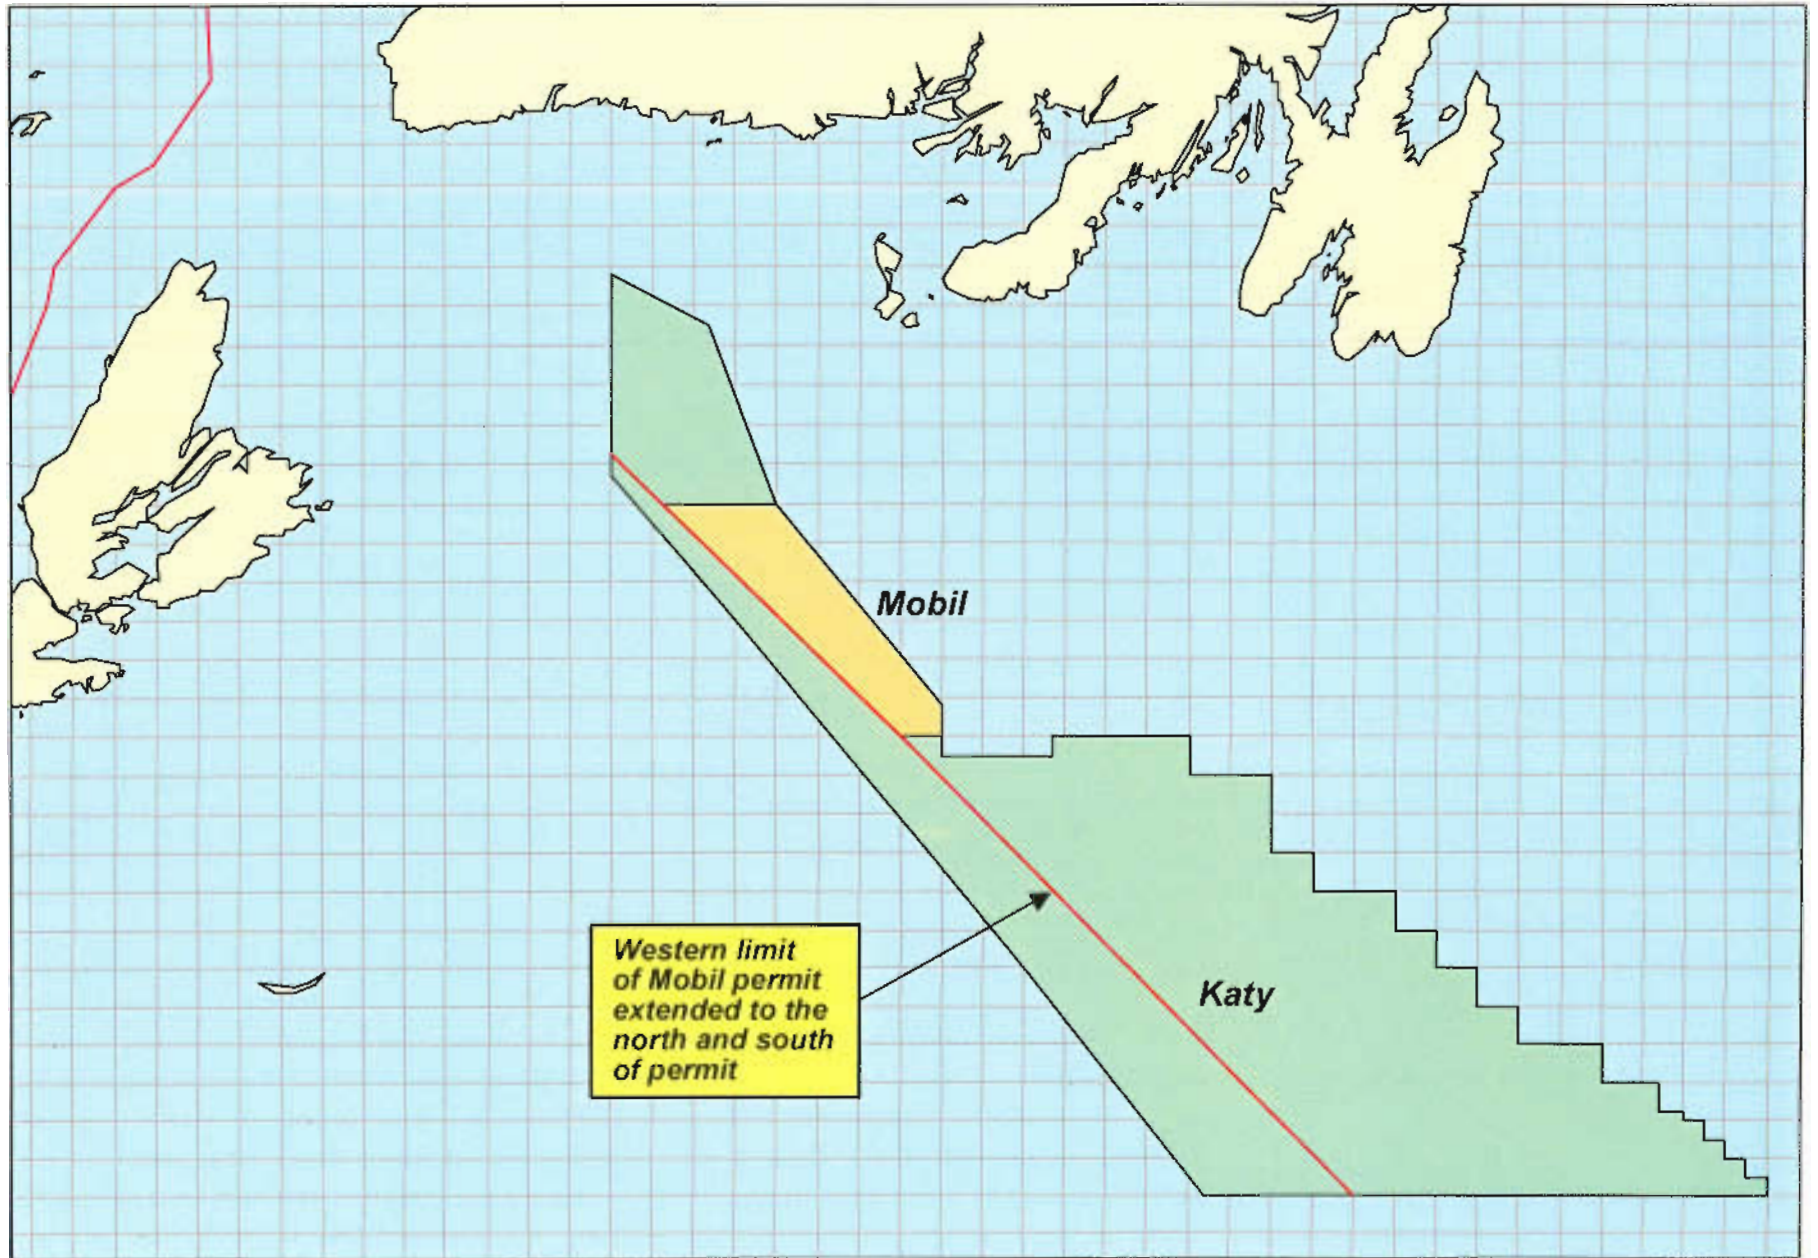 Mobil
Western limit
of Mobil permit
extended to the
north and south
of permit
Katy